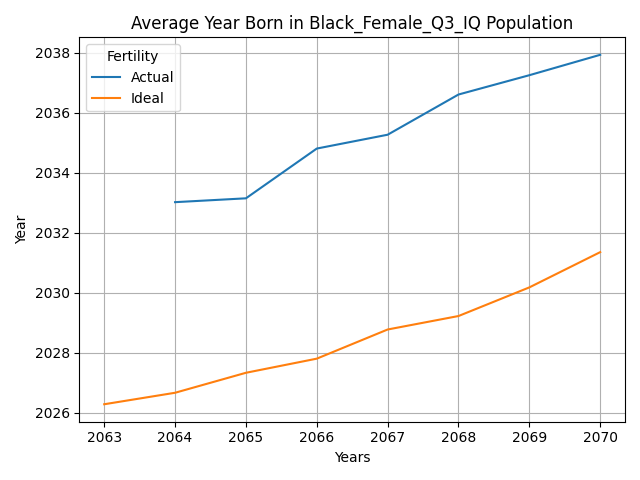 Average Year Born in Black_Female_Q3_IQ Population
Fertility
Actual
Ideal
Year
2038
2036
2034
2032
2030
2028
2026
2063 2064 2065 2066 2067 2068 2069 2070
Years